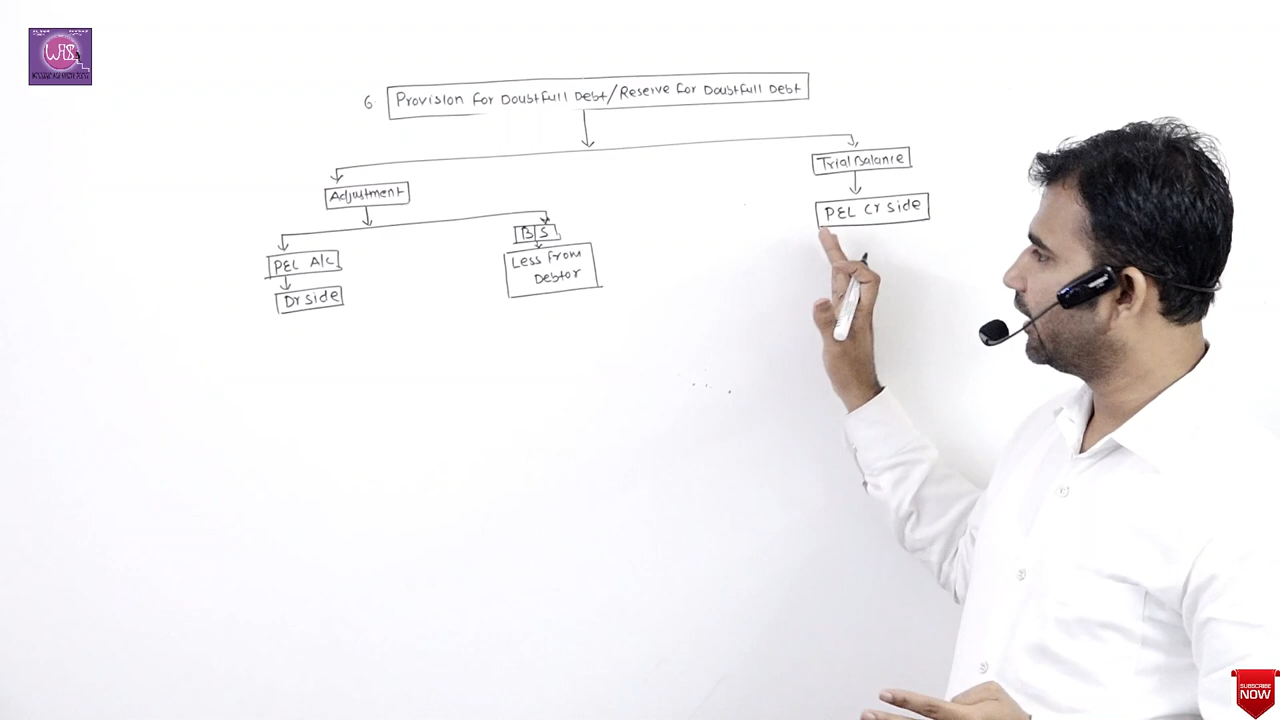 6. Provision for Doubtfull Debt/Reserve for Doubtfull Debt
Trial Balance
Adjustment
P&L Cr side
B S
P&L A/c
Less from
Debtor
Dr side
SUBSCRIBE
NOW